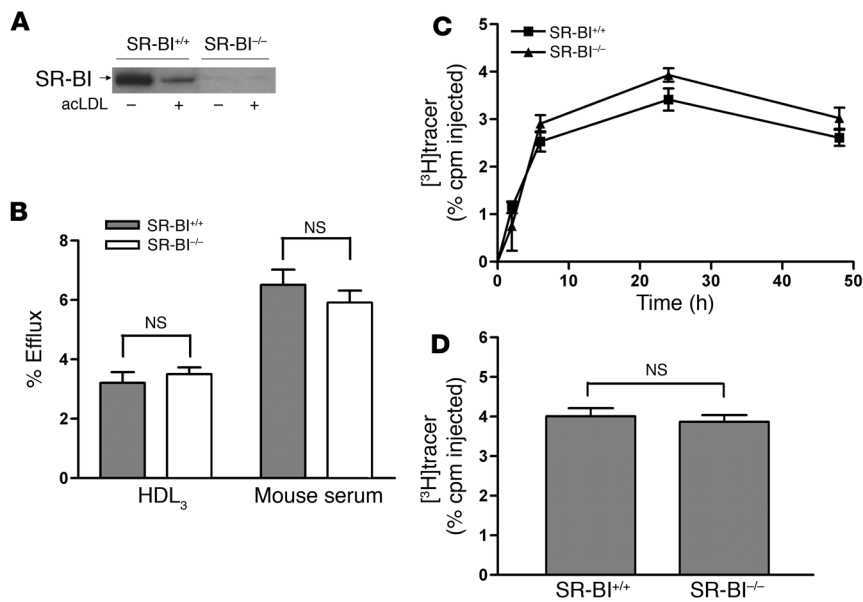 A
SR-BI+/+ SR-BI–/–
SR-BI
acLDL – + – +
B
SR-BI+/+
SR-BI–/–
8
6
4
2
0
% Efflux
NS
NS
HDL3
Mouse serum
C
SR-BI+/+
SR-BI–/–
5
4
3
2
1
0
[3H]tracer
(% cpm injected)
0 10 20 30 40 50
Time (h)
D
6
5
4
3
2
1
0
[3H]tracer
(% cpm injected)
NS
SR-BI+/+ SR-BI–/–